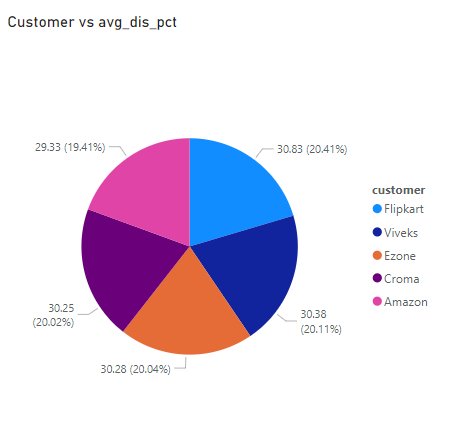 Customer vs avg_dis_pct
29.33 (19.41%)
30.83 (20.41%)
customer
Flipkart
Viveks
Ezone
Croma
Amazon
30.25
(20.02%)
30.38
(20.11%)
30.28 (20.04%)